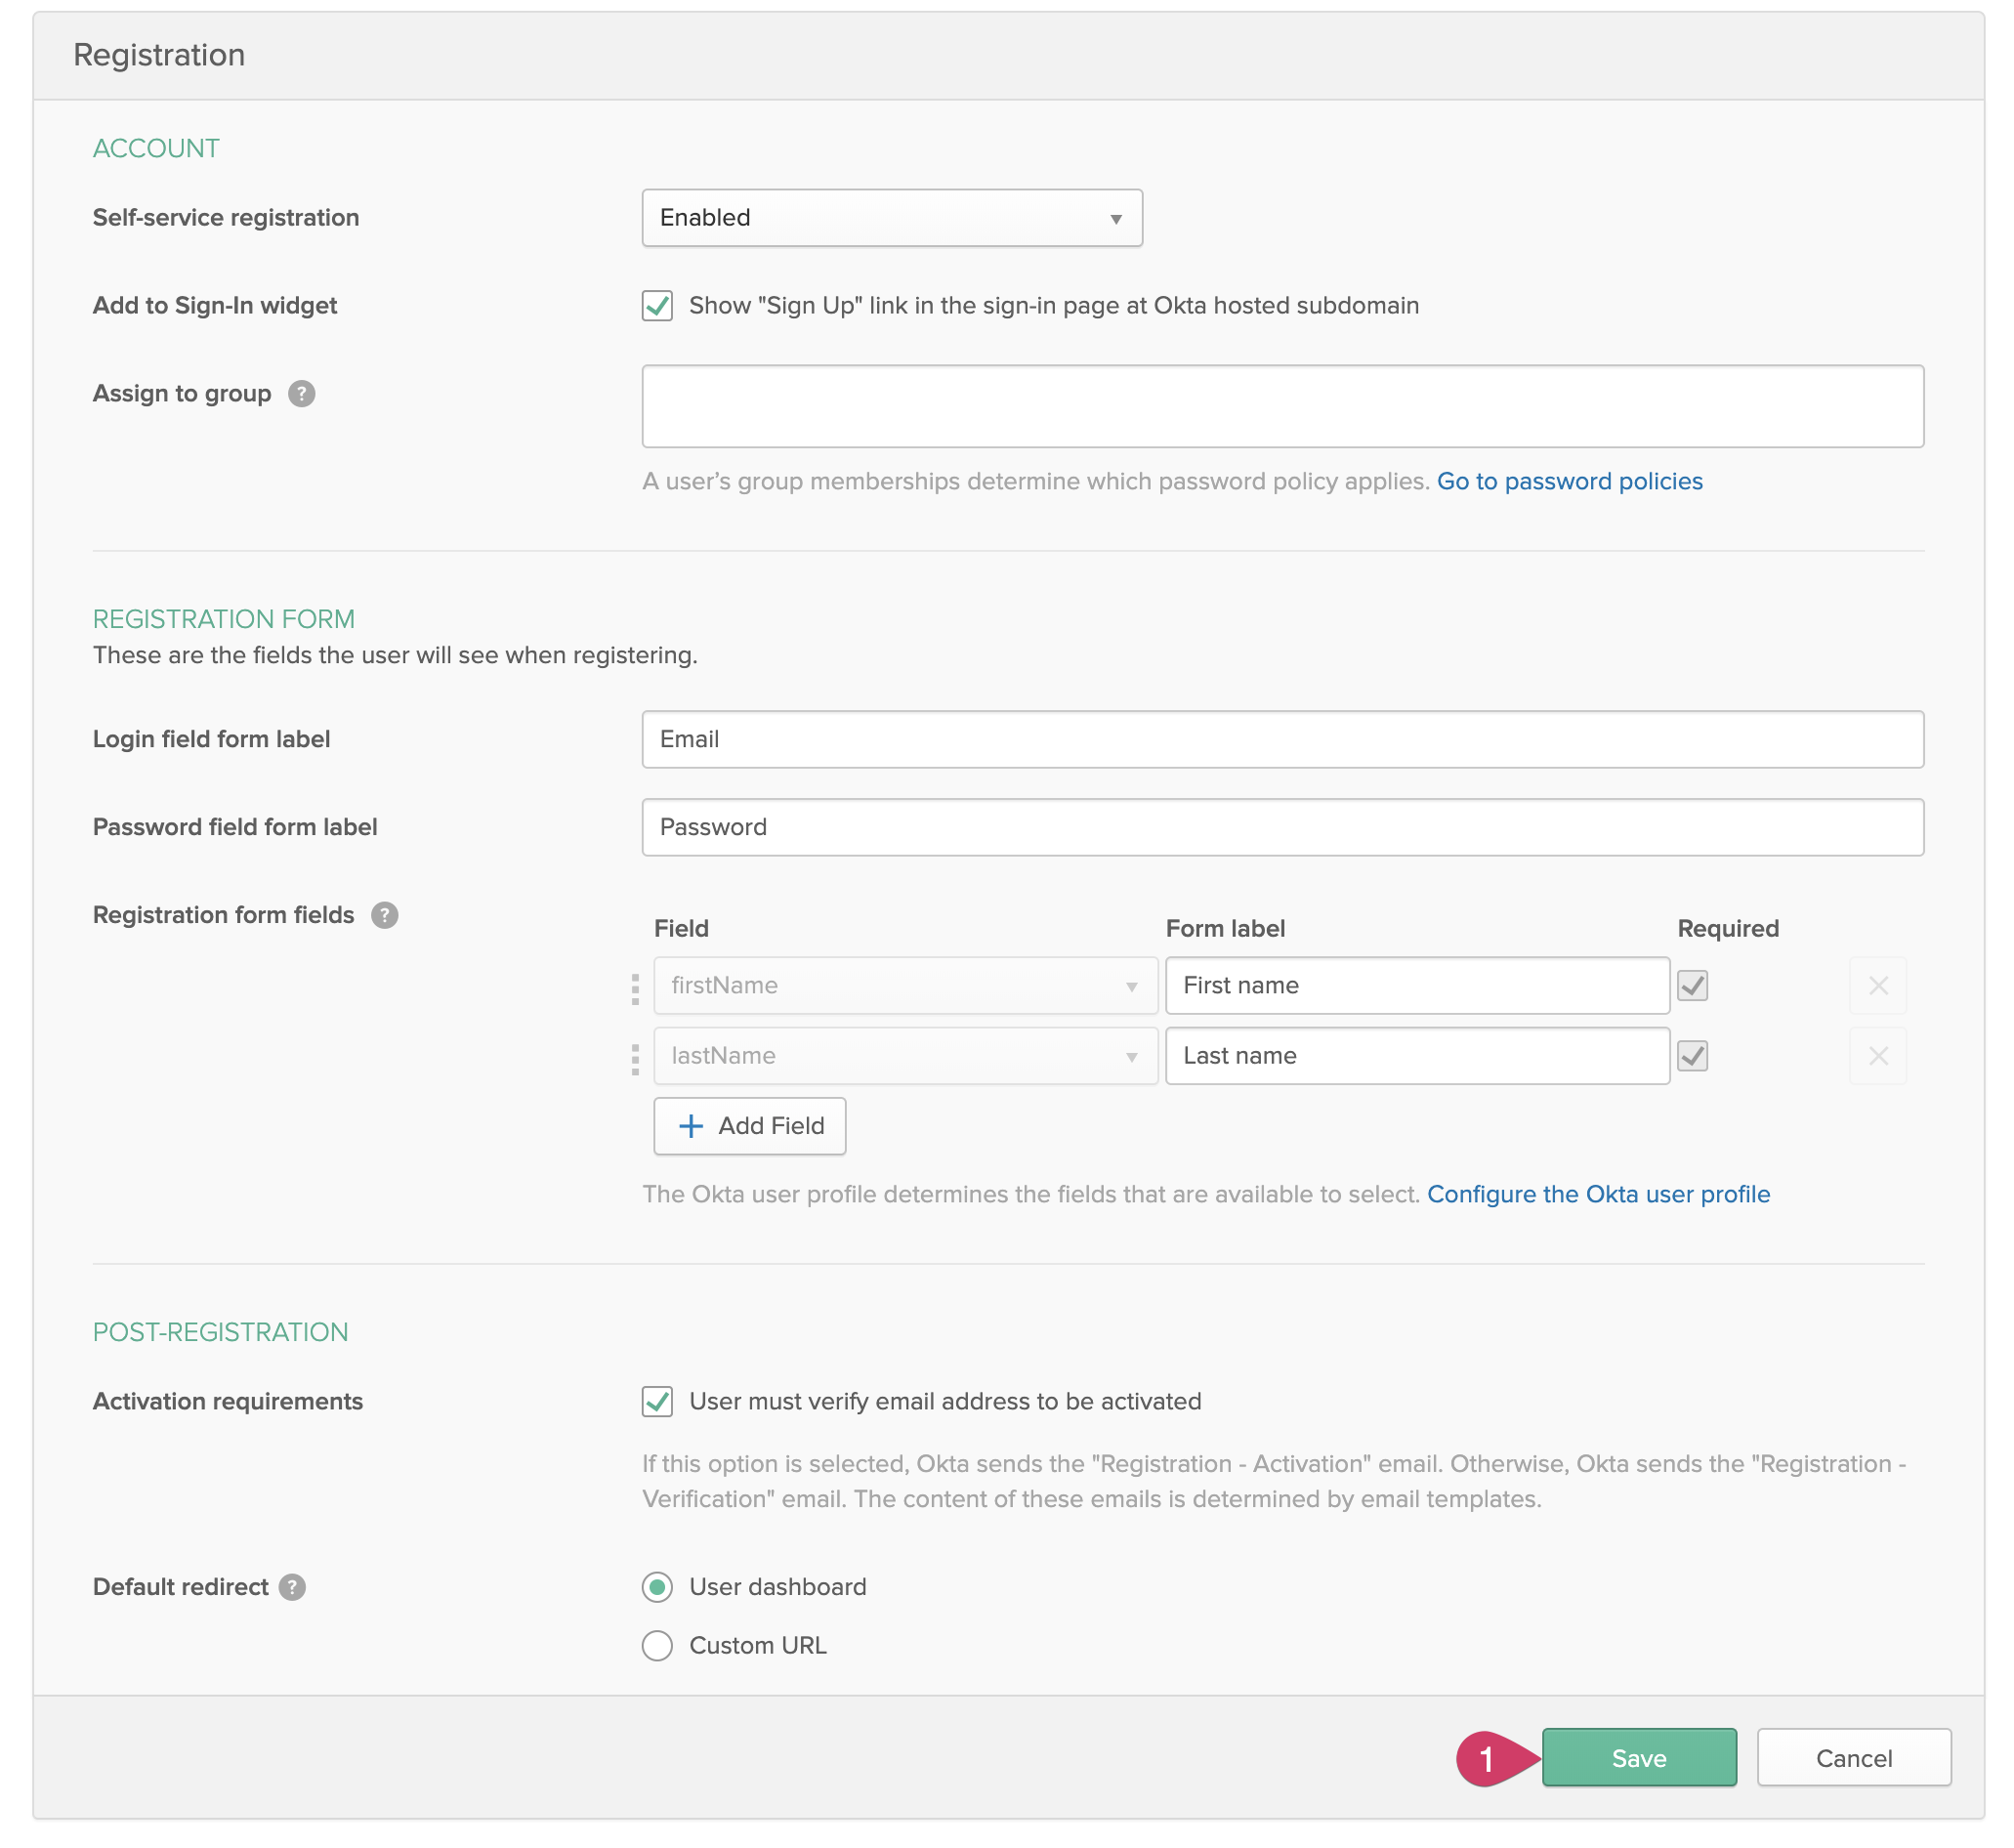 Registration
ACCOUNT
Self-service registration
Enabled
Add to Sign-In widget
Show "Sign Up" link in the sign-in page at Okta hosted subdomain
Assign to group ?
A user’s group memberships determine which password policy applies. Go to password policies
REGISTRATION FORM
These are the fields the user will see when registering.
Login field form label
Email
Password field form label
Password
Registration form fields ?
Field Form label Required
firstName First name
lastName Last name
Add Field
The Okta user profile determines the fields that are available to select. Configure the Okta user profile
POST-REGISTRATION
Activation requirements
User must verify email address to be activated
If this option is selected, Okta sends the "Registration - Activation" email. Otherwise, Okta sends the "Registration -
Verification" email. The content of these emails is determined by email templates.
Default redirect ?
User dashboard
Custom URL
1 Save Cancel